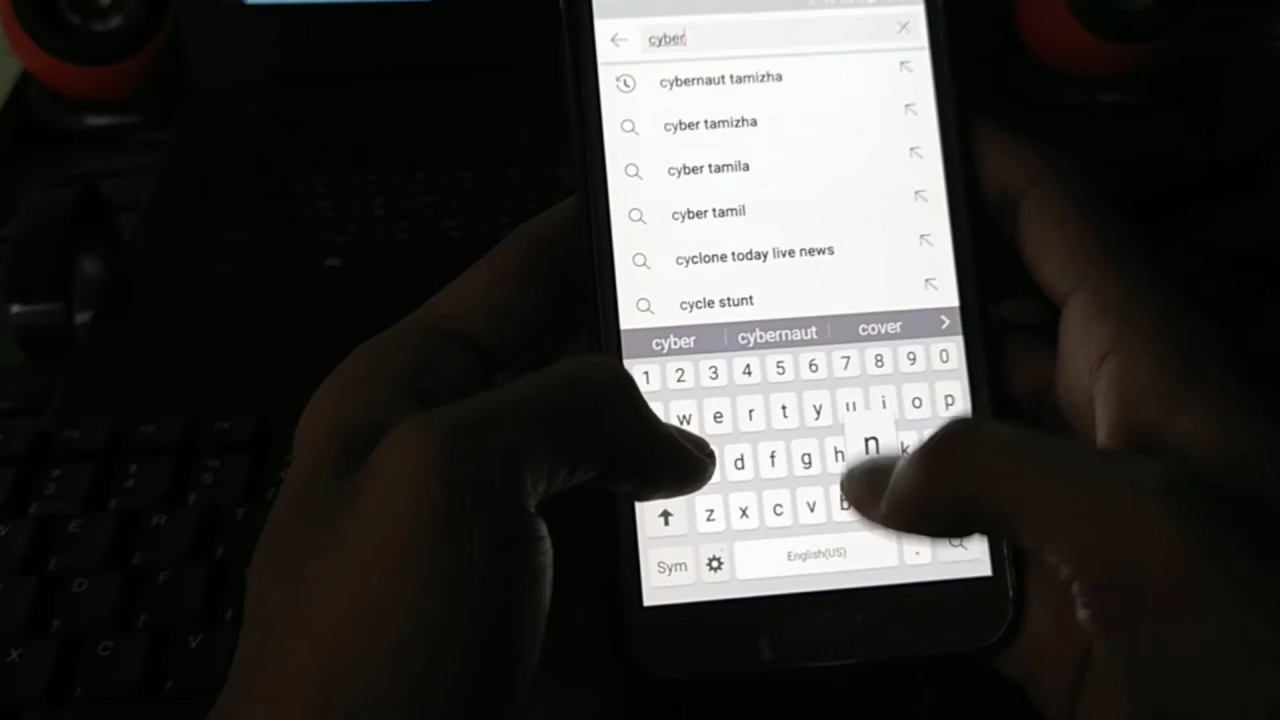 cyber
cybernaut tamizha
cyber tamizha
cyber tamila
cyber tamil
cyclone today live news
cycle stunt
cyber cybernaut cover
1 2 3 4 5 6 7 8 9 0
w e r t y u i o p
d f g h n k
z x c v b
Sym English(US) .
E R
D F
X C V